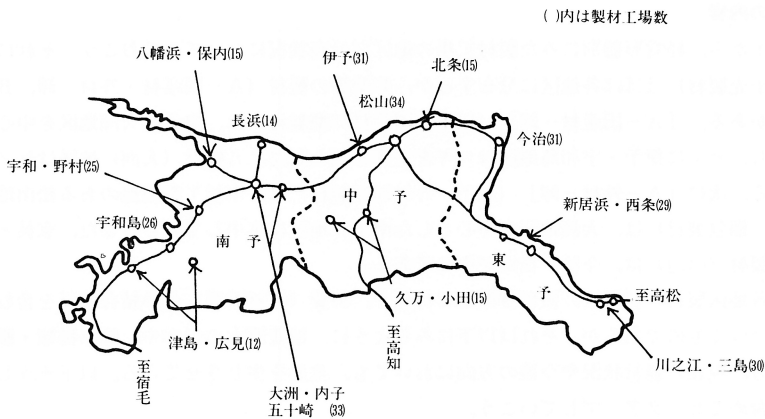 ( )内は製材工場数
八幡浜・保内(15)
伊予(31)
北条(15)
松山(34)
長浜(14)
今治(31)
宇和・野村(25)
中予
新居浜・西条(29)
宇和島(26)
南予
東予
久万・小田(15)
至高松
至高知
津島・広見(12)
川之江・三島(30)
至宿毛
大洲・内子
五十崎(33)